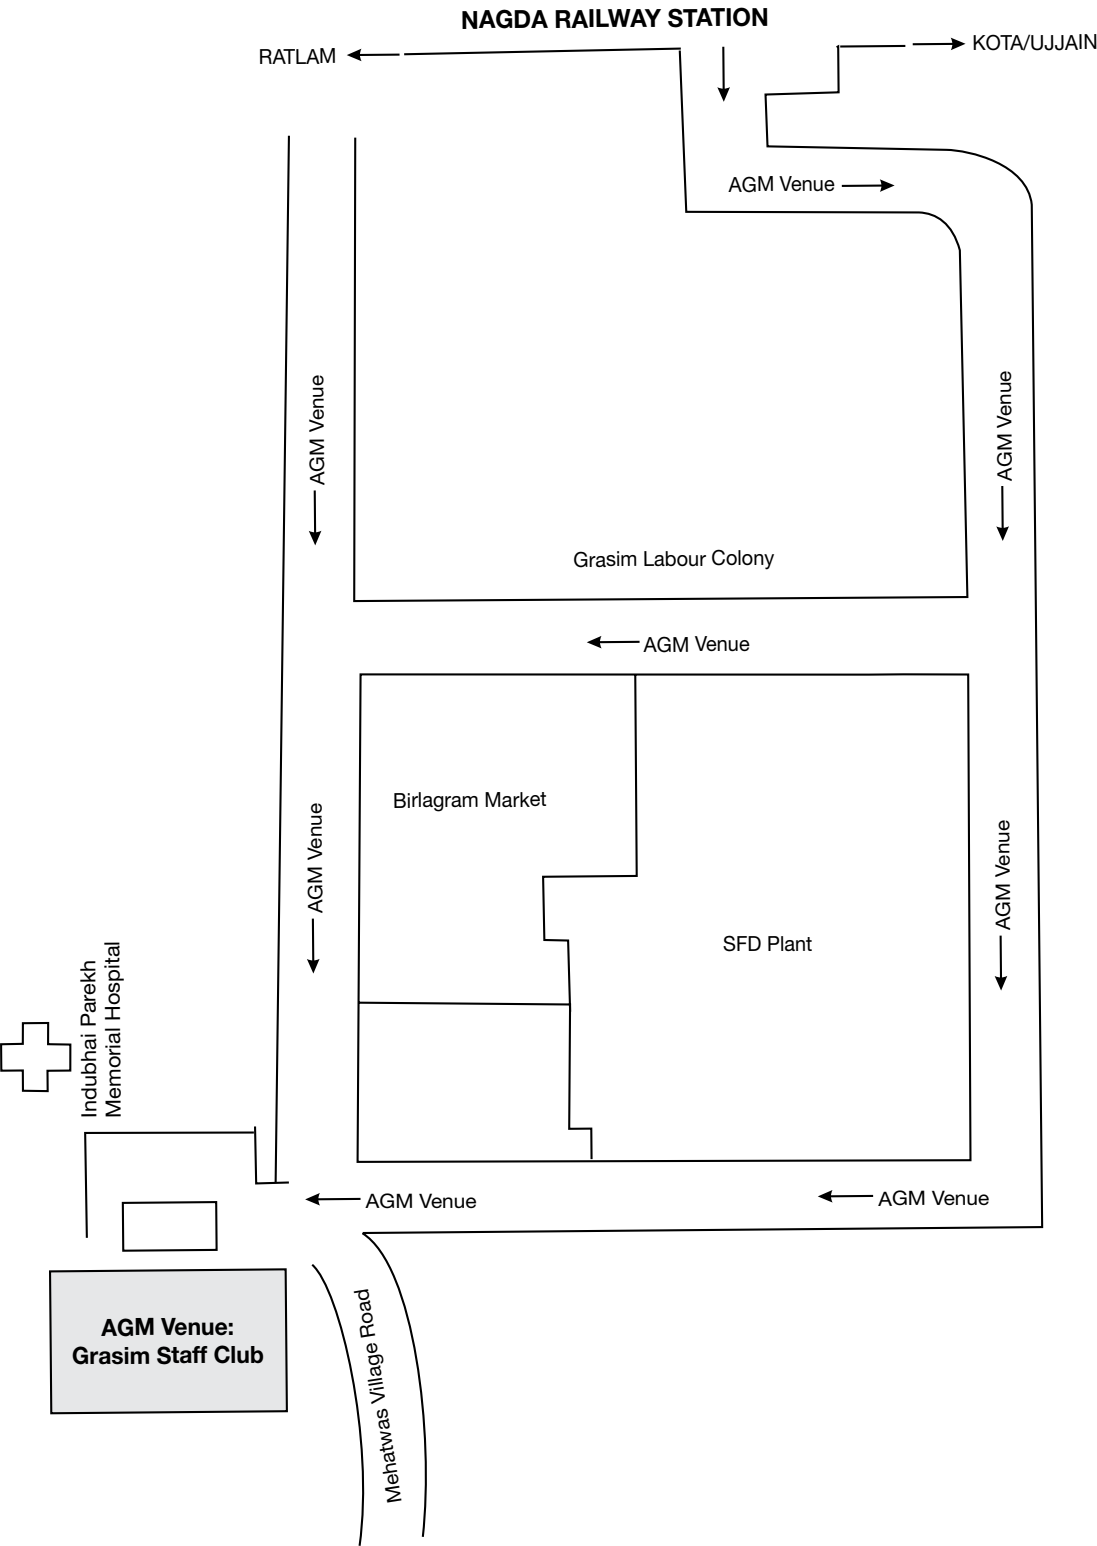 NAGDA RAILWAY STATION
RATLAM
KOTA/UJJAIN
AGM Venue
AGM Venue
AGM Venue
Grasim Labour Colony
AGM Venue
Birlagram Market
AGM Venue
AGM Venue
SFD Plant
Indubhai Parekh
Memorial Hospital
AGM Venue
AGM Venue
AGM Venue:
Grasim Staff Club
Mehatwas Village Road